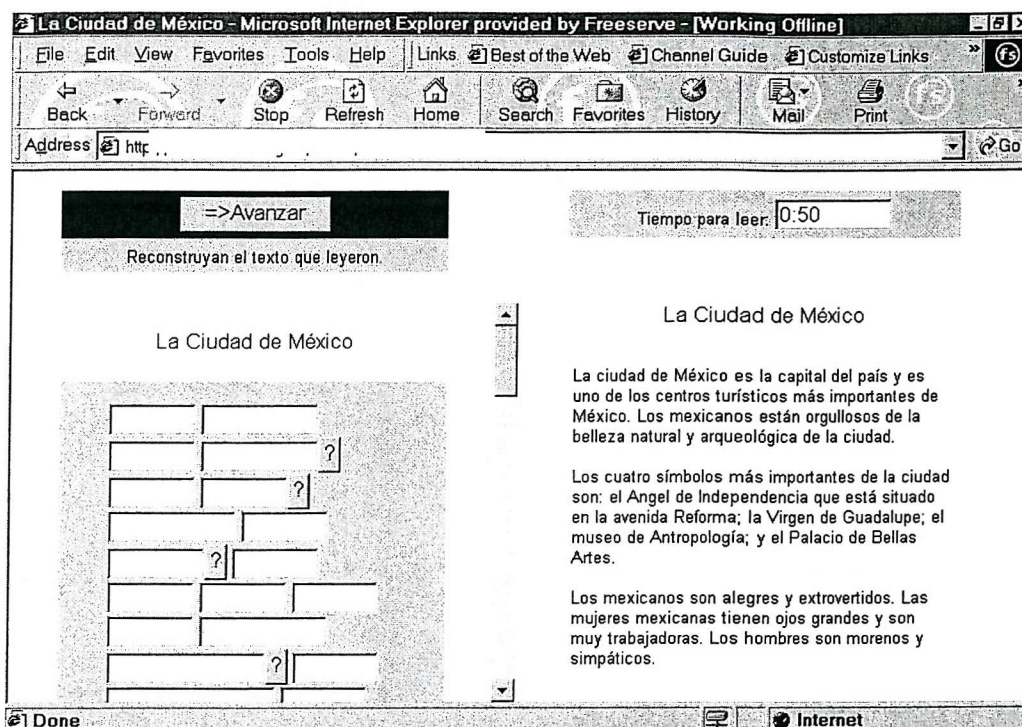 La Ciudad de México - Microsoft Internet Explorer provided by Freeserve - [Working Offline]
File Edit View Favorites Tools Help Links Best of the Web Channel Guide Customize Links » fs
Back Forward Stop Refresh Home Search Favorites History Mail Print »
Address http Go
=>Avanzar
Reconstruyan el texto que leyeron.
La Ciudad de México
?
?
?
?
Tiempo para leer: 0:50
La Ciudad de México
La ciudad de México es la capital del país y es
uno de los centros turísticos más importantes de
México. Los mexicanos están orgullosos de la
belleza natural y arqueológica de la ciudad.
Los cuatro símbolos más importantes de la ciudad
son: el Angel de Independencia que está situado
en la avenida Reforma; la Virgen de Guadalupe; el
museo de Antropología; y el Palacio de Bellas
Artes.
Los mexicanos son alegres y extrovertidos. Las
mujeres mexicanas tienen ojos grandes y son
muy trabajadoras. Los hombres son morenos y
simpáticos.
Done Internet